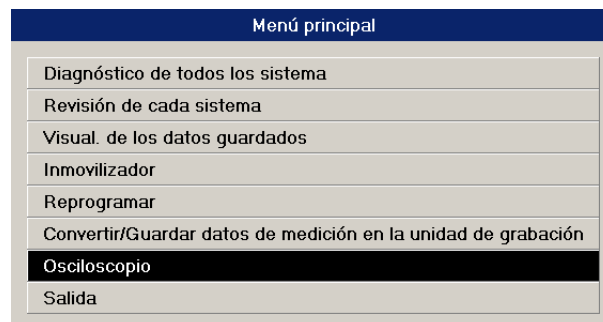 Menú principal
Diagnóstico de todos los sistema
Revisión de cada sistema
Visual. de los datos guardados
Inmovilizador
Reprogramar
Convertir/Guardar datos de medición en la unidad de grabación
Osciloscopio
Salida